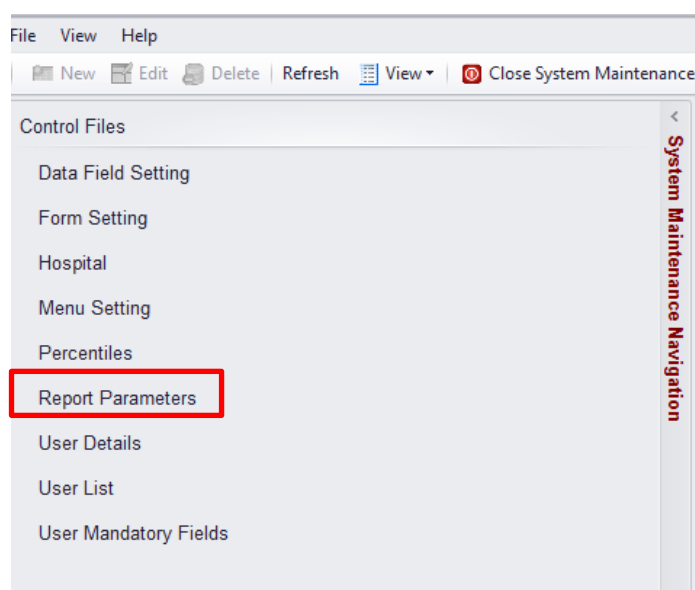 File View Help
New Edit Delete Refresh View Close System Maintenance
Control Files
Data Field Setting
Form Setting
Hospital
Menu Setting
Percentiles
Report Parameters
User Details
User List
User Mandatory Fields
System Maintenance Navigation